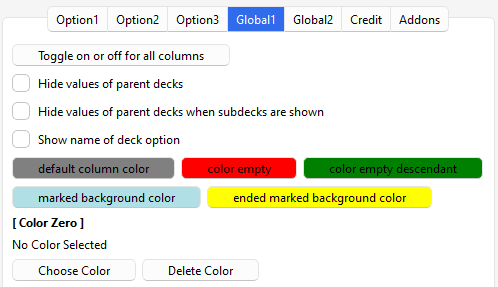 Option1 Option2 Option3 Global1 Global2 Credit Addons
Toggle on or off for all columns
Hide values of parent decks
Hide values of parent decks when subdecks are shown
Show name of deck option
default column color color empty color empty descendant
marked background color ended marked background color
[ Color Zero ]
No Color Selected
Choose Color Delete Color